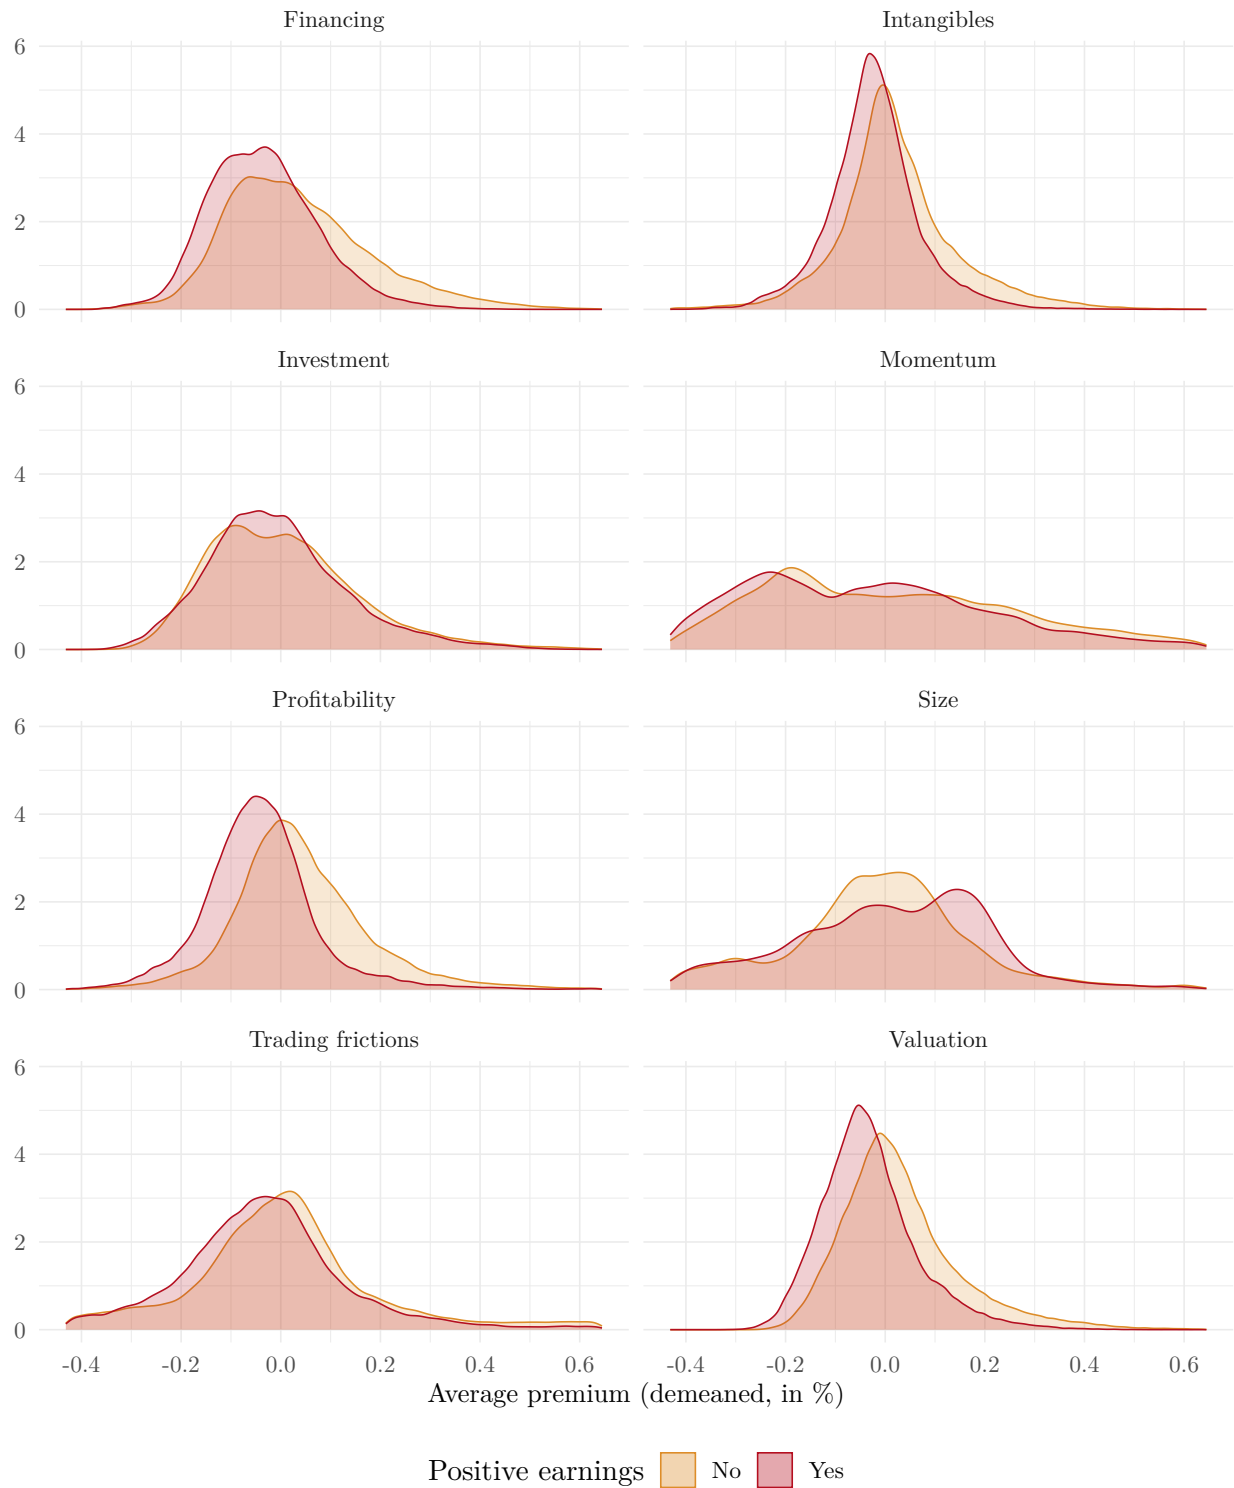 Financing Intangibles
6
4
2
0
Investment Momentum
6
4
2
0
Profitability Size
6
4
2
0
Trading frictions Valuation
6
4
2
0
-0.4 -0.2 0.0 0.2 0.4 0.6 -0.4 -0.2 0.0 0.2 0.4 0.6
Average premium (demeaned, in %)
Positive earnings No Yes